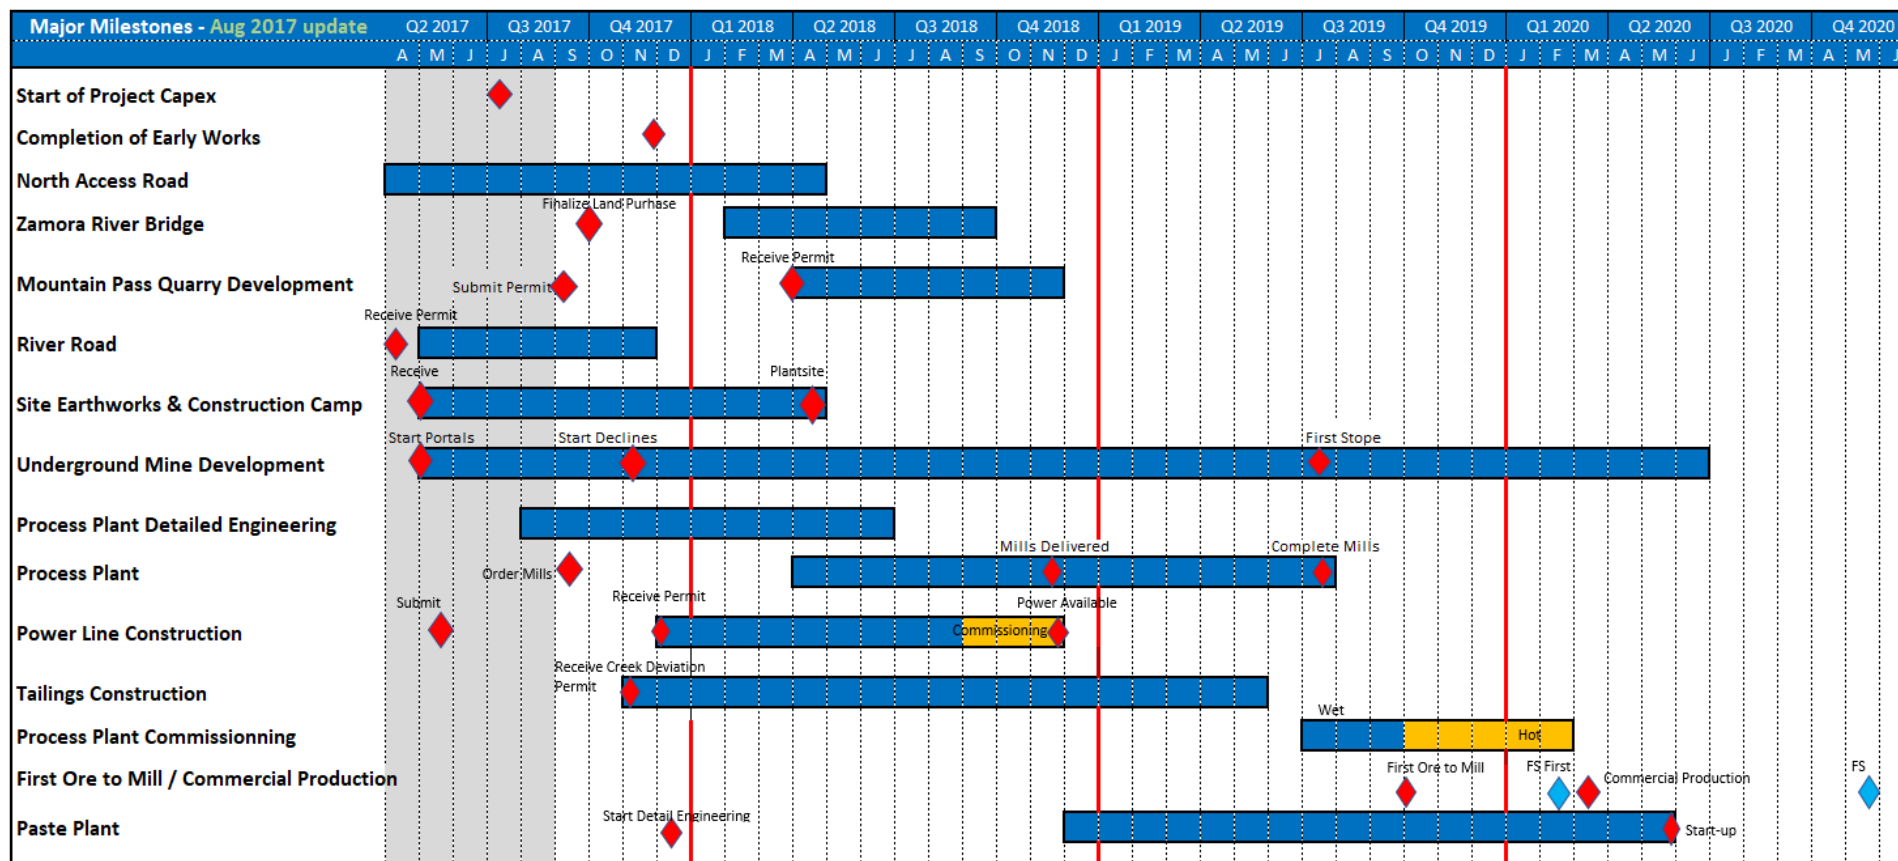 Major Milestones - Aug 2017 update Q2 2017 Q3 2017 Q4 2017 Q1 2018 Q2 2018 Q3 2018 Q4 2018 Q1 2019 Q2 2019 Q3 2019 Q4 2019 Q1 2020 Q2 2020 Q3 2020 Q4 2020
A M J J A S O N D J F M A M J J A S O N D J F M A M J J A S O N D J F M A M J J F M A M J
Start of Project Capex
Completion of Early Works
North Access Road
Finalize Land Purhase
Zamora River Bridge
Receive Permit
Mountain Pass Quarry Development Submit Permit
Receive Permit
River Road
Receive Plantsite
Site Earthworks & Construction Camp
Start Portals Start Declines First Stope
Underground Mine Development
Process Plant Detailed Engineering
Mills Delivered Complete Mills
Process Plant Order Mills
Submit Receive Permit Power Available
Power Line Construction Commissioning
Receive Creek Deviation
Permit
Tailings Construction
Wet
Process Plant Commissionning Hot
First Ore to Mill FS First FS
First Ore to Mill / Commercial Production Commercial Production
Start Detail Engineering
Paste Plant Start-up